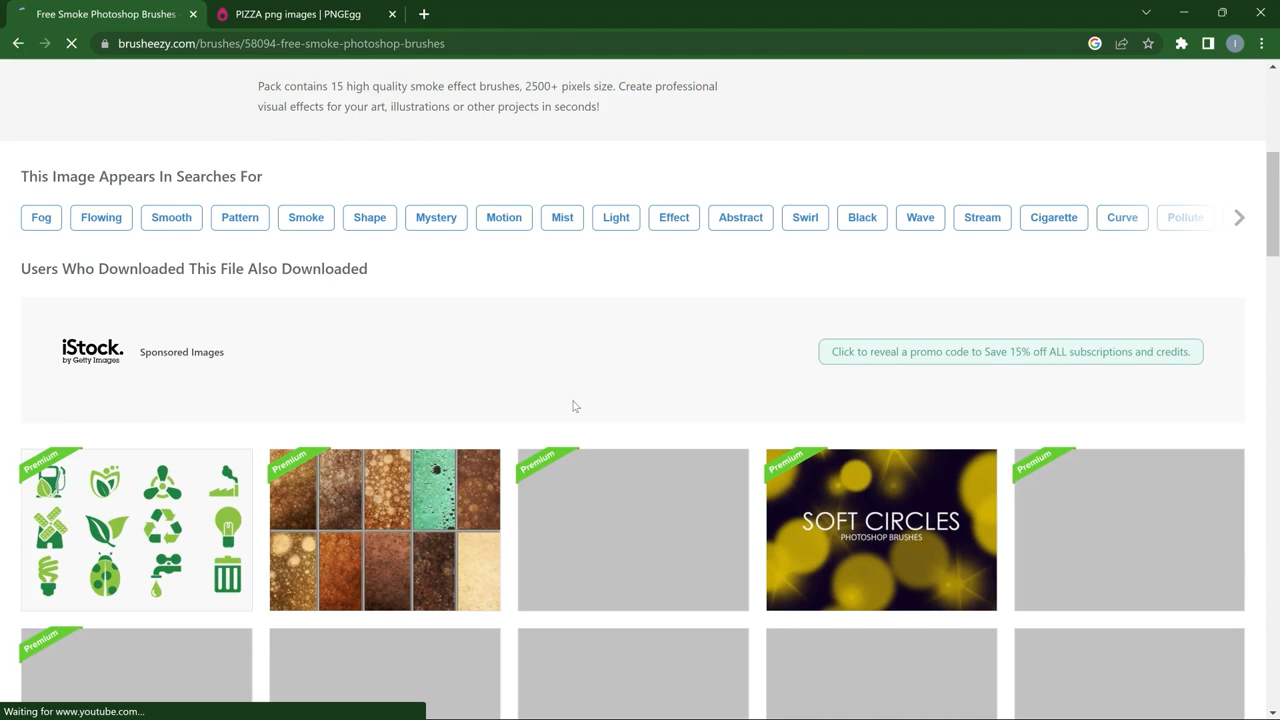 Free Smoke Photoshop Brushes
PIZZA png images | PNGEgg
brusheezy.com/brushes/58094-free-smoke-photoshop-brushes
Pack contains 15 high quality smoke effect brushes, 2500+ pixels size. Create professional
visual effects for your art, illustrations or other projects in seconds!
This Image Appears In Searches For
Fog Flowing Smooth Pattern Smoke Shape Mystery Motion Mist Light Effect Abstract Swirl Black Wave Stream Cigarette Curve Pollute
Users Who Downloaded This File Also Downloaded
iStock.
by Getty Images
Sponsored Images
Click to reveal a promo code to Save 15% off ALL subscriptions and credits.
Premium Premium Premium Premium Premium
SOFT CIRCLES
PHOTOSHOP BRUSHES
Premium
Waiting for www.youtube.com...